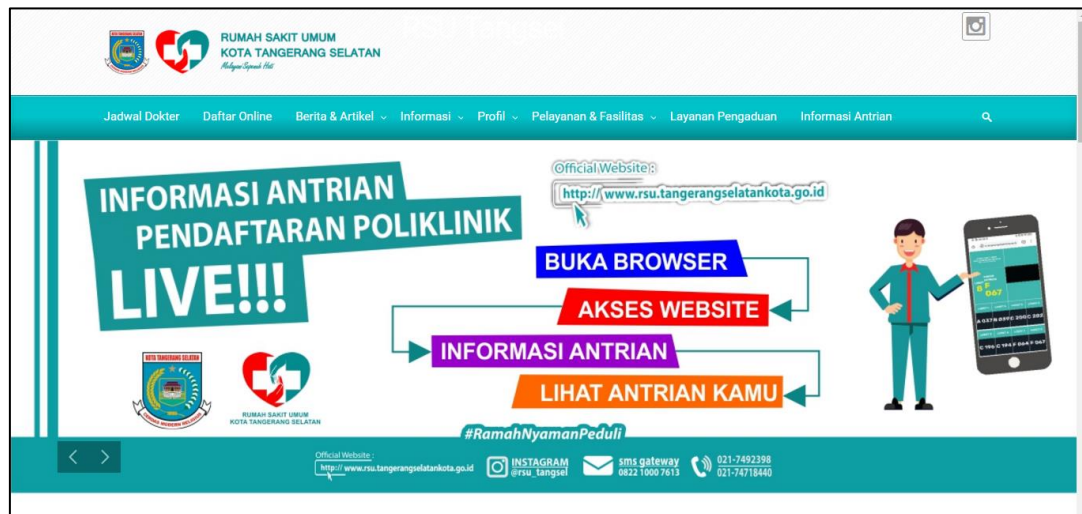 RSU Tangsel
RUMAH SAKIT UMUM
KOTA TANGERANG SELATAN
Melayani Sepenuh Hati
Jadwal Dokter Daftar Online Berita & Artikel Informasi Profil Pelayanan & Fasilitas Layanan Pengaduan Informasi Antrian
INFORMASI ANTRIAN
PENDAFTARAN POLIKLINIK
LIVE!!!
Official Website :
http:// www.rsu.tangerangselatankota.go.id
BUKA BROWSER
AKSES WEBSITE
INFORMASI ANTRIAN
LIHAT ANTRIAN KAMU
KOTA TANGERANG SELATAN
RUMAH SAKIT UMUM
KOTA TANGERANG SELATAN
#RamahNyamanPeduli
Official Website :
http:// www.rsu.tangerangselatankota.go.id
INSTAGRAM
@rsu_tangsel
sms gateway
0822 1000 7613
021-7492398
021-74718440